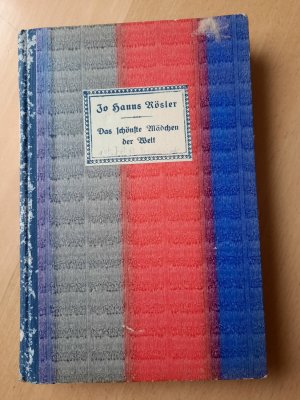 Jo Hanns Rösler
Das schönste Mädchen
der Welt